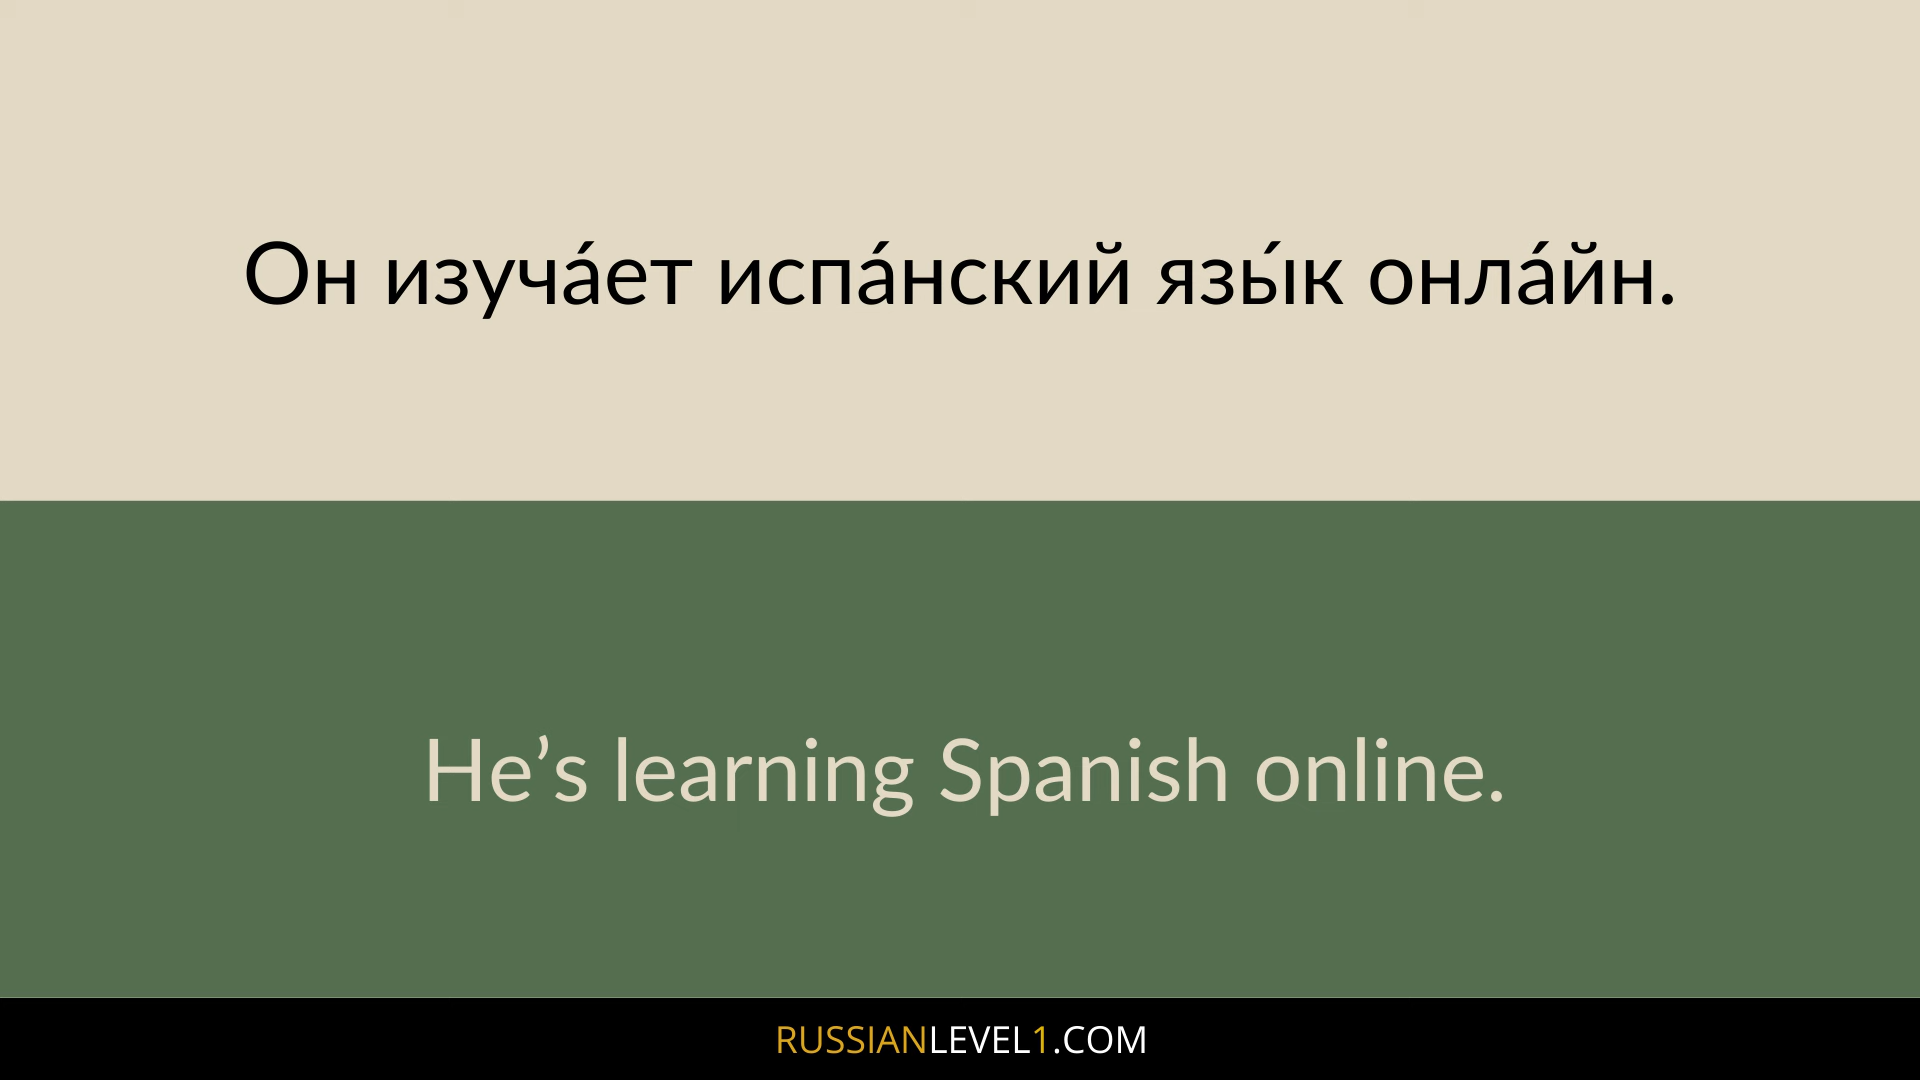 Он изуча́ет испа́нский язы́к онла́йн.
He’s learning Spanish online.
RUSSIANLEVEL1.COM